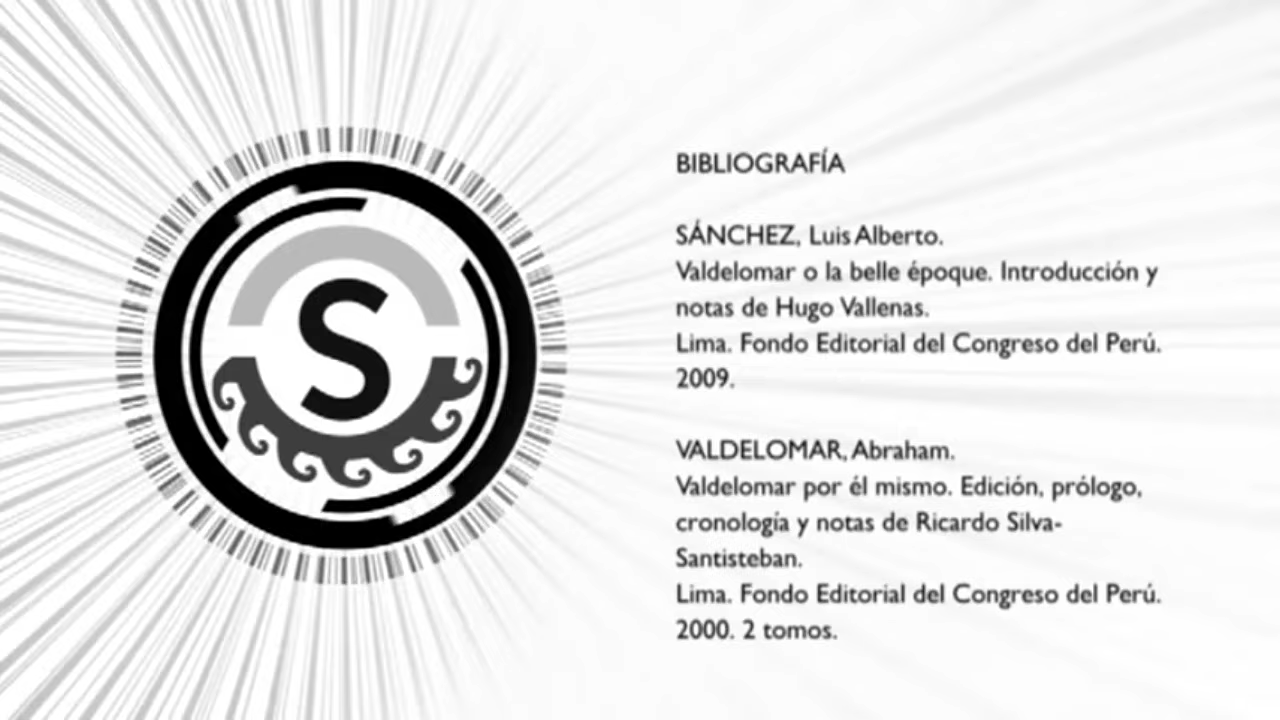 S
BIBLIOGRAFÍA
SÁNCHEZ, Luis Alberto.
Valdelomar o la belle époque. Introducción y
notas de Hugo Vallenas.
Lima. Fondo Editorial del Congreso del Perú.
2009.
VALDELOMAR, Abraham.
Valdelomar por él mismo. Edición, prólogo,
cronología y notas de Ricardo Silva-
Santisteban.
Lima. Fondo Editorial del Congreso del Perú.
2000. 2 tomos.